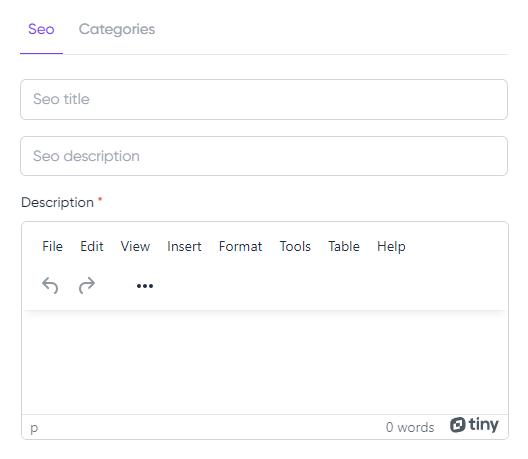 Seo Categories
Seo title
Seo description
Description *
File Edit View Insert Format Tools Table Help
p 0 words tiny